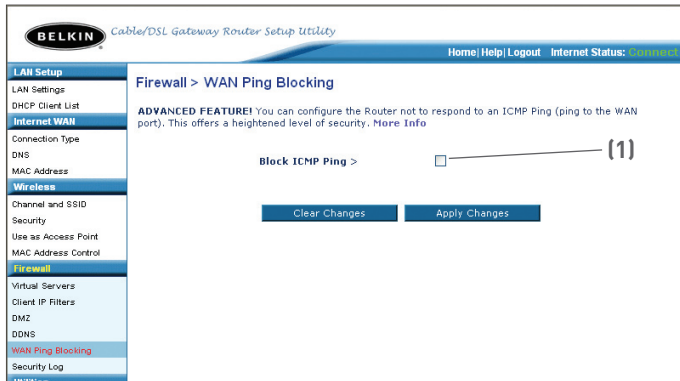 BELKIN
Cable/DSL Gateway Router Setup Utility
Home| Help| Logout Internet Status: Connect
LAN Setup
LAN Settings
DHCP Client List
Internet WAN
Connection Type
DNS
MAC Address
Wireless
Channel and SSID
Security
Use as Access Point
MAC Address Control
Firewall
Virtual Servers
Client IP Filters
DMZ
DDNS
WAN Ping Blocking
Security Log
Firewall > WAN Ping Blocking
ADVANCED FEATURE! You can configure the Router not to respond to an ICMP Ping (ping to the WAN
port). This offers a heightened level of security. More Info
Block ICMP Ping >
(1)
Clear Changes Apply Changes